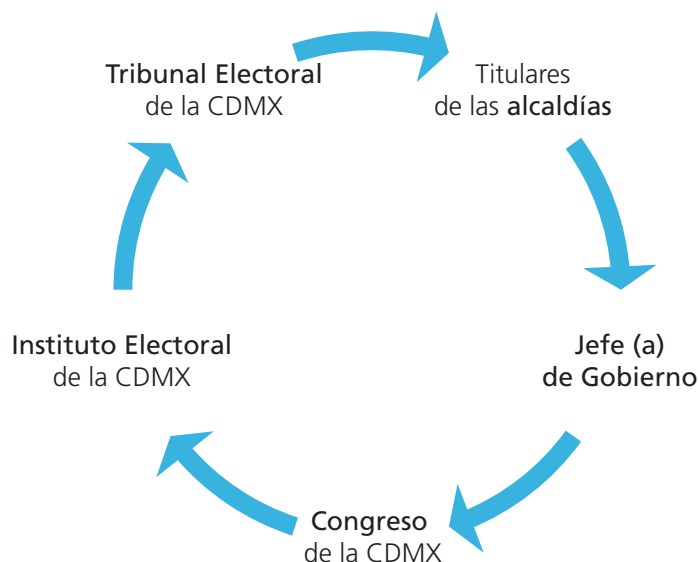 Tribunal Electoral
de la CDMX
Titulares
de las alcaldías
Jefe (a)
de Gobierno
Congreso
de la CDMX
Instituto Electoral
de la CDMX